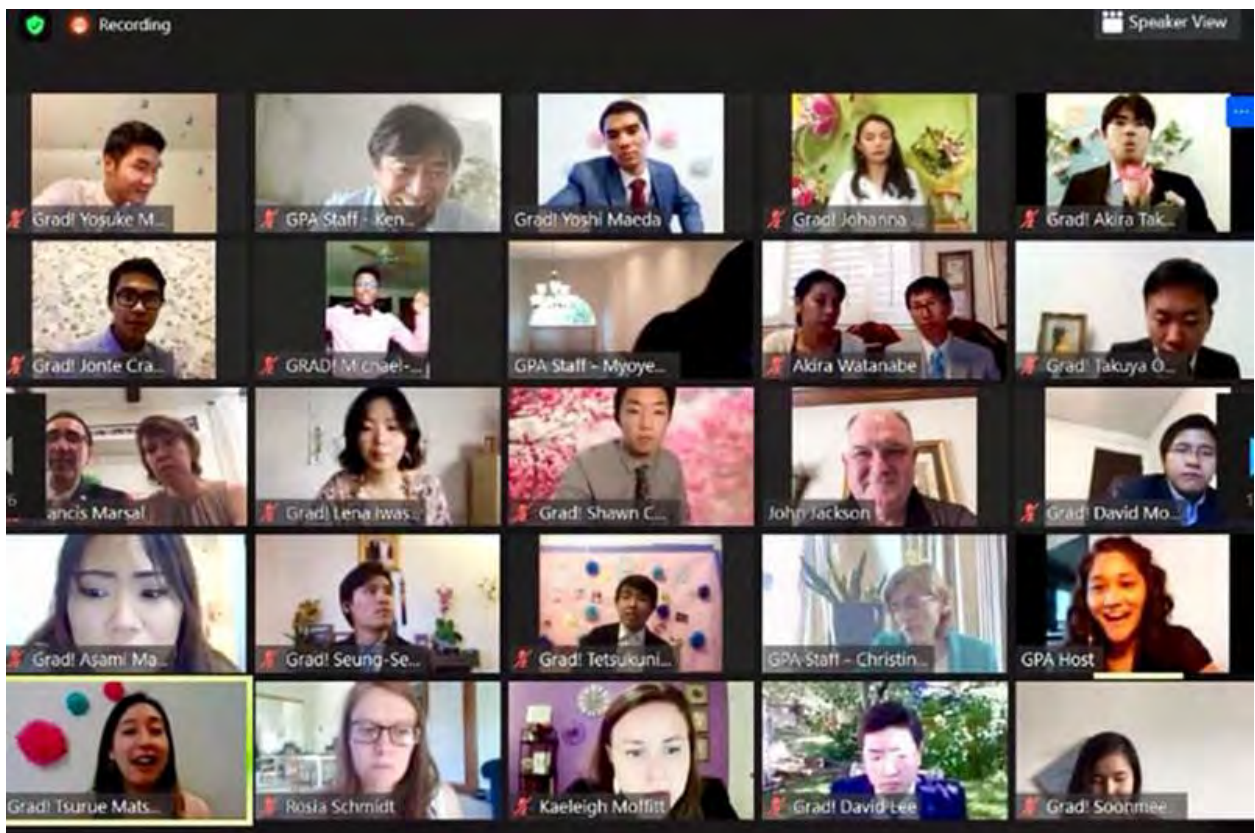 Recording
Speaker View
Grad! Yosuke M...
GPA Staff - Ken...
Grad! Yoshi Maeda
Grad! Johanna ...
Grad! Akira Tak...
Grad! Jonte Cra...
GRAD! Michael-...
GPA Staff - Myoye...
Akira Watanabe
Grad! Takuya O...
ancis Marsal
Grad! Lena Iwas...
Grad! Shawn C...
John Jackson
Grad! David Mo...
Grad! Asami Ma...
Grad! Seung-Se...
Grad! Tetsukuni...
GPA Staff - Christin...
GPA Host
Grad! Tsurue Mats...
Rosia Schmidt
Kaeleigh Moffitt
Grad! David Lee
Grad! Soonmee...